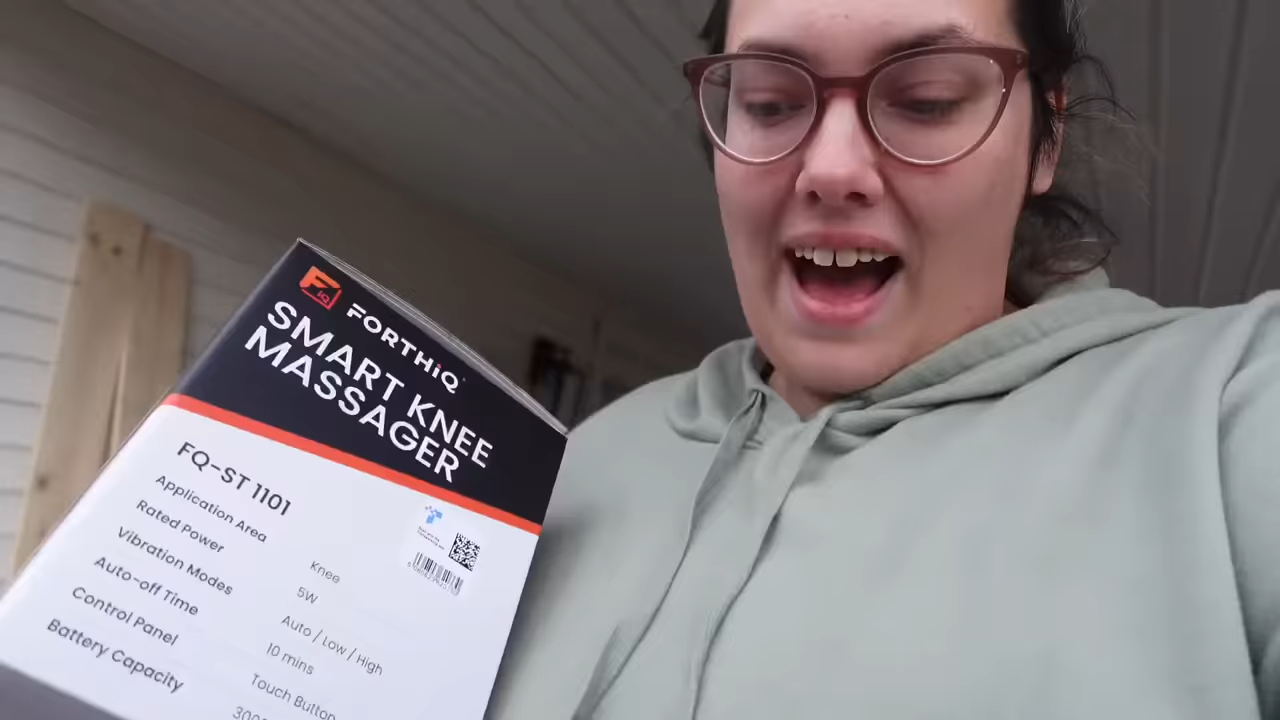 FORTHiQ
SMART KNEE
MASSAGER
FQ-ST 1101
Application Area Knee
Rated Power 5W
Vibration Modes Auto / Low / High
Auto-off Time 10 mins
Control Panel Touch Button
Battery Capacity